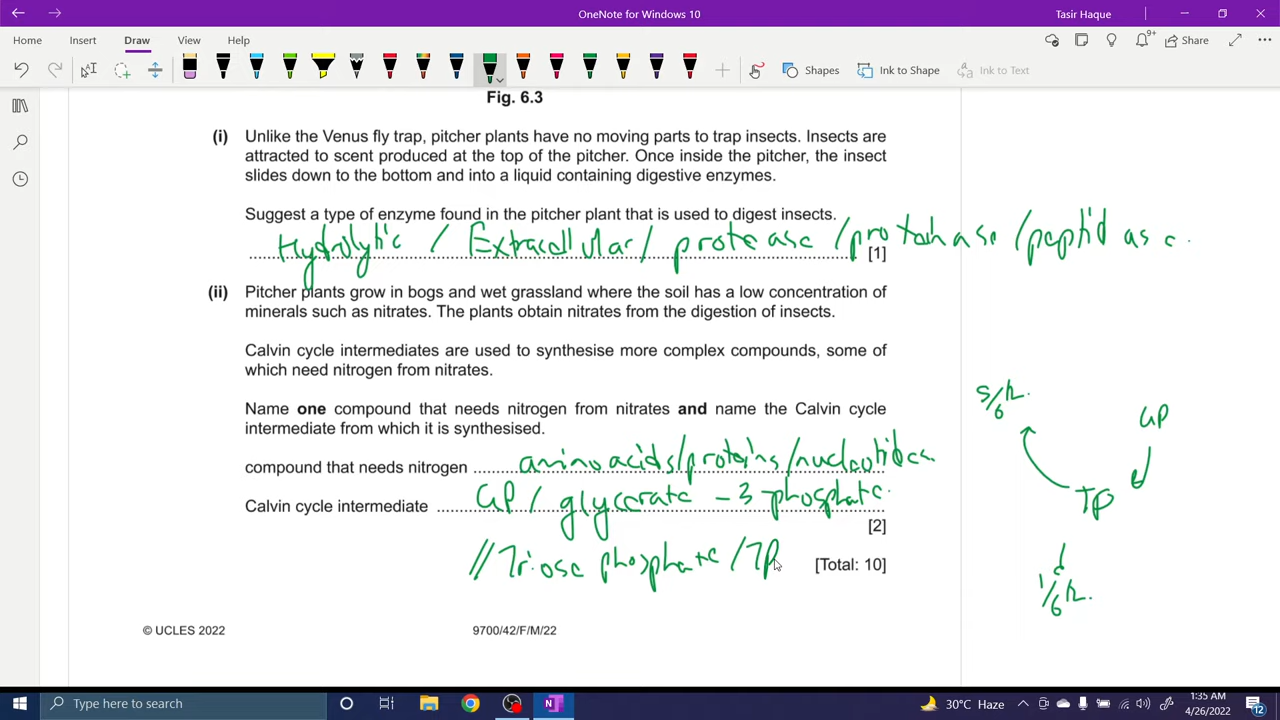 OneNote for Windows 10
Tasir Haque
Home Insert Draw View Help
Share
Shapes Ink to Shape Ink to Text
Fig. 6.3
(i) Unlike the Venus fly trap, pitcher plants have no moving parts to trap insects. Insects are
attracted to scent produced at the top of the pitcher. Once inside the pitcher, the insect
slides down to the bottom and into a liquid containing digestive enzymes.
Suggest a type of enzyme found in the pitcher plant that is used to digest insects.
Hydrolytic / Extracellular / protease / proteinase / peptidase.
[1]
(ii) Pitcher plants grow in bogs and wet grassland where the soil has a low concentration of
minerals such as nitrates. The plants obtain nitrates from the digestion of insects.
Calvin cycle intermediates are used to synthesise more complex compounds, some of
which need nitrogen from nitrates.
Name one compound that needs nitrogen from nitrates and name the Calvin cycle
intermediate from which it is synthesised.
compound that needs nitrogen amino acids/proteins/nucleotides.
Calvin cycle intermediate GP / glycerate - 3 phosphate.
[2]
// Triose phosphate / TP
[Total: 10]
5/6
GP
TP
1/6
© UCLES 2022
9700/42/F/M/22
Type here to search
30°C Haze
1:35 AM
4/26/2022
12